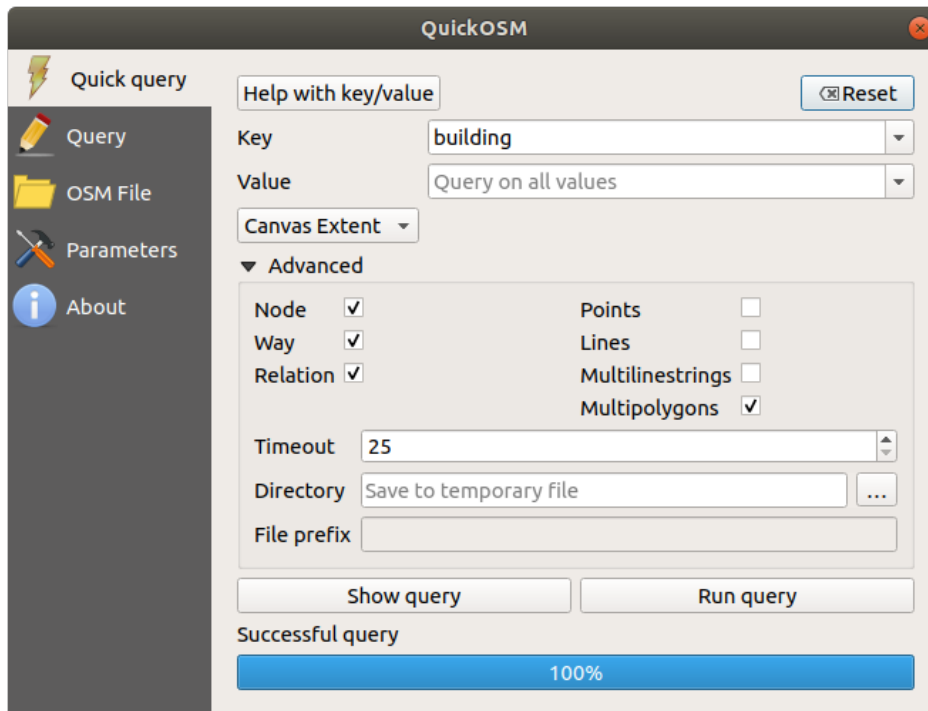 QuickOSM
Quick query
Query
OSM File
Parameters
About
Help with key/value
Reset
Key building
Value Query on all values
Canvas Extent
Advanced
Node Points
Way Lines
Relation Multilinestrings
Multipolygons
Timeout 25
Directory Save to temporary file ...
File prefix
Show query Run query
Successful query
100%